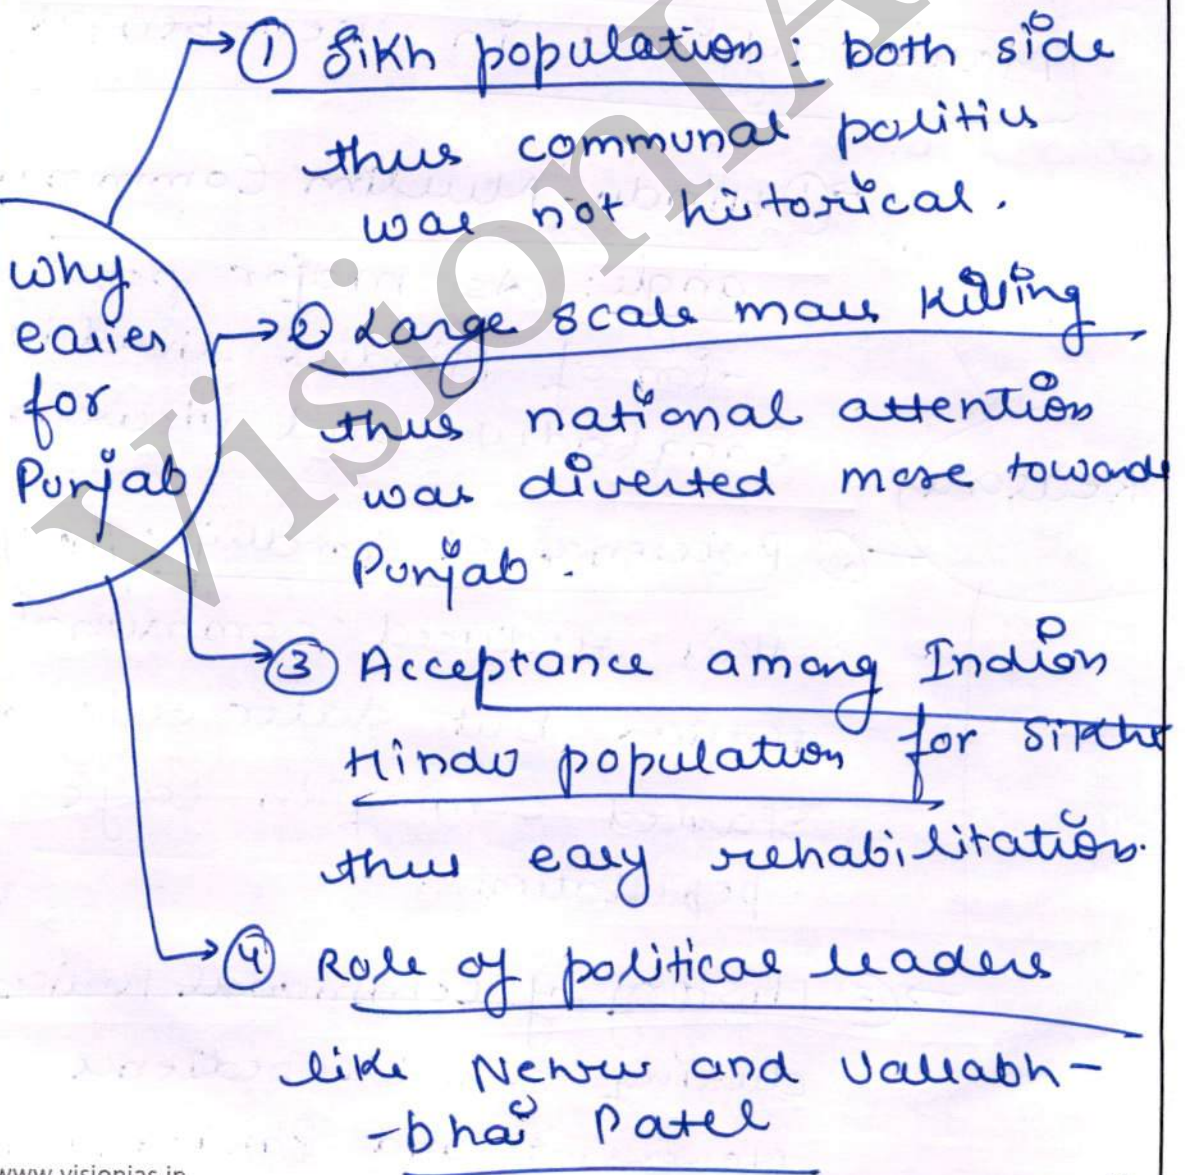 ① Sikh population: both side
thus communal politics
was not historical.
why
easier
for
Punjab
② Large scale mass Killing
thus national attention
was diverted more towards
Punjab.
③ Acceptance among Indian
Hindu population for Sikhs
thus easy rehabilitation.
④ Role of political leaders
like Nehru and Vallabh-
-bhai Patel
VisionIA
www.visionias.in